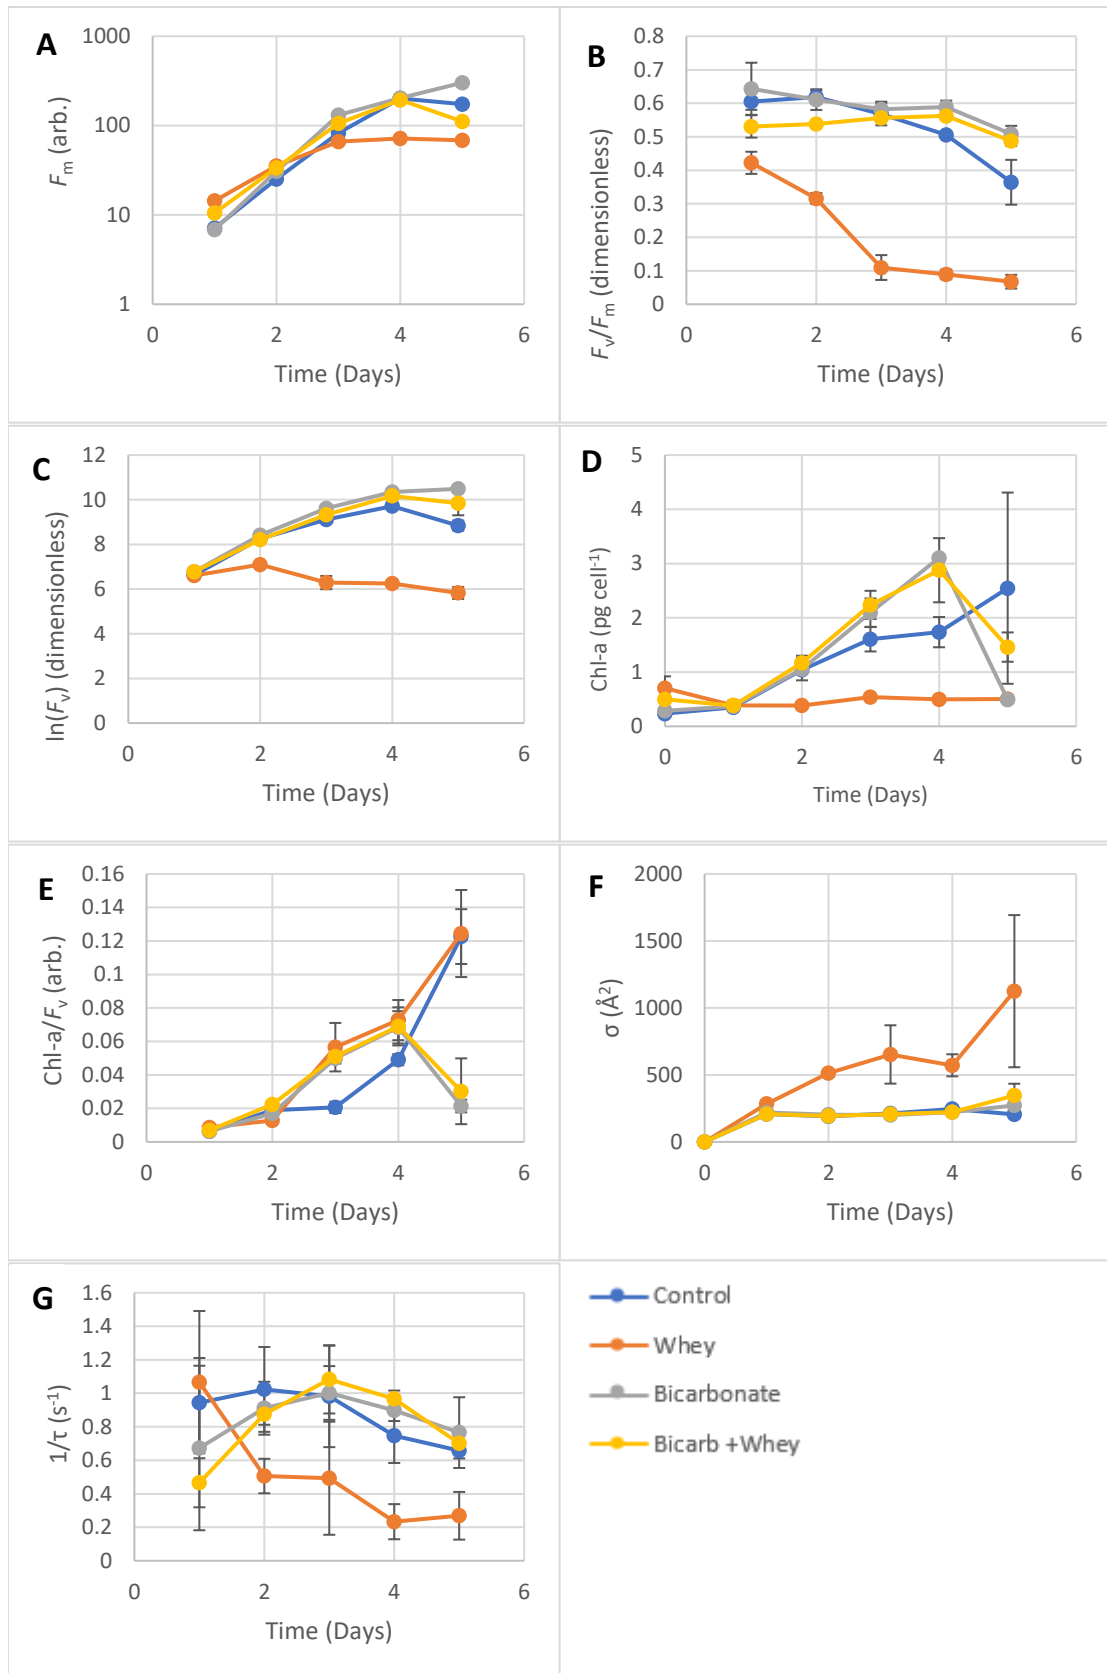 A
1000
100
10
1
Fm (arb.)
0 2 4 6
Time (Days)
B
0.8
0.7
0.6
0.5
0.4
0.3
0.2
0.1
0
Fv/Fm (dimensionless)
0 2 4 6
Time (Days)
C
12
10
8
6
4
2
0
ln(Fv) (dimensionless)
0 2 4 6
Time (Days)
D
5
4
3
2
1
0
Chl-a (pg cell-1)
0 2 4 6
Time (Days)
E
0.16
0.14
0.12
0.1
0.08
0.06
0.04
0.02
0
Chl-a/Fv (arb.)
0 2 4 6
Time (Days)
F
2000
1500
1000
500
0
σ (Å2)
0 2 4 6
Time (Days)
G
1.6
1.4
1.2
1
0.8
0.6
0.4
0.2
0
1/τ (s-1)
0 2 4 6
Time (Days)
Control
Whey
Bicarbonate
Bicarb +Whey